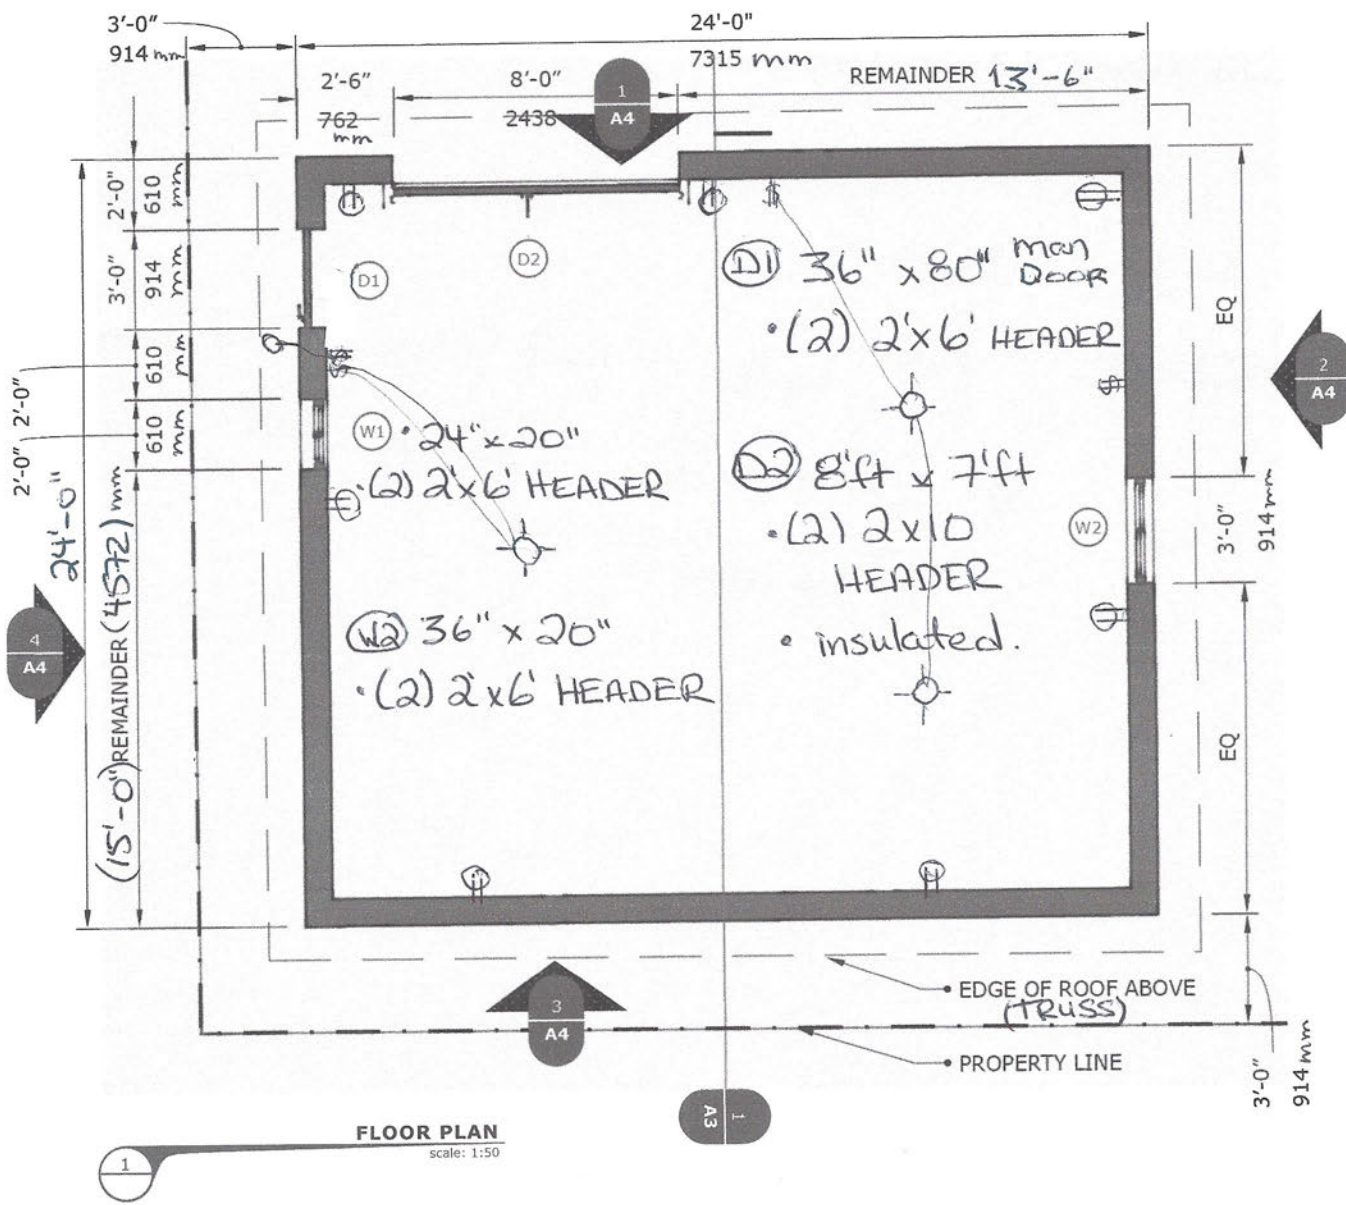 3'-0"
914 mm
24'-0"
7315 mm
2'-6"
762
mm
8'-0"
2438
REMAINDER 13'-6"
1
A4
2'-0"
610
mm
3'-0"
914
mm
2'-0"
610
mm
2'-0"
610
mm
24'-0"
(15'-0") REMAINDER (4572) mm
D1
D2
D1 36" x 80" man
Door
• (2) 2'x6' HEADER
W1 • 24" x 20"
• (2) 2'x6' HEADER
D2 8'ft x 7'ft
• (2) 2x10
HEADER
• insulated.
W2 36" x 20"
• (2) 2'x6' HEADER
W2
EQ
3'-0"
914 mm
EQ
2
A4
4
A4
3
A4
EDGE OF ROOF ABOVE
(TRUSS)
PROPERTY LINE
3'-0"
914 mm
1
A3
FLOOR PLAN
scale: 1:50
1